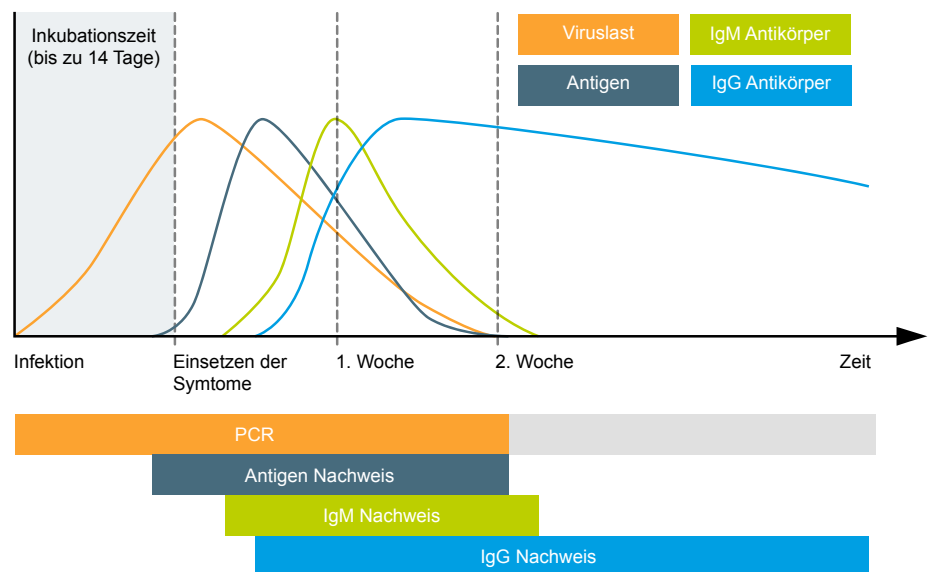 Inkubationszeit
(bis zu 14 Tage)
Viruslast
IgM Antikörper
Antigen
IgG Antikörper
Infektion
Einsetzen der
Symtome
1. Woche
2. Woche
Zeit
PCR
Antigen Nachweis
IgM Nachweis
IgG Nachweis